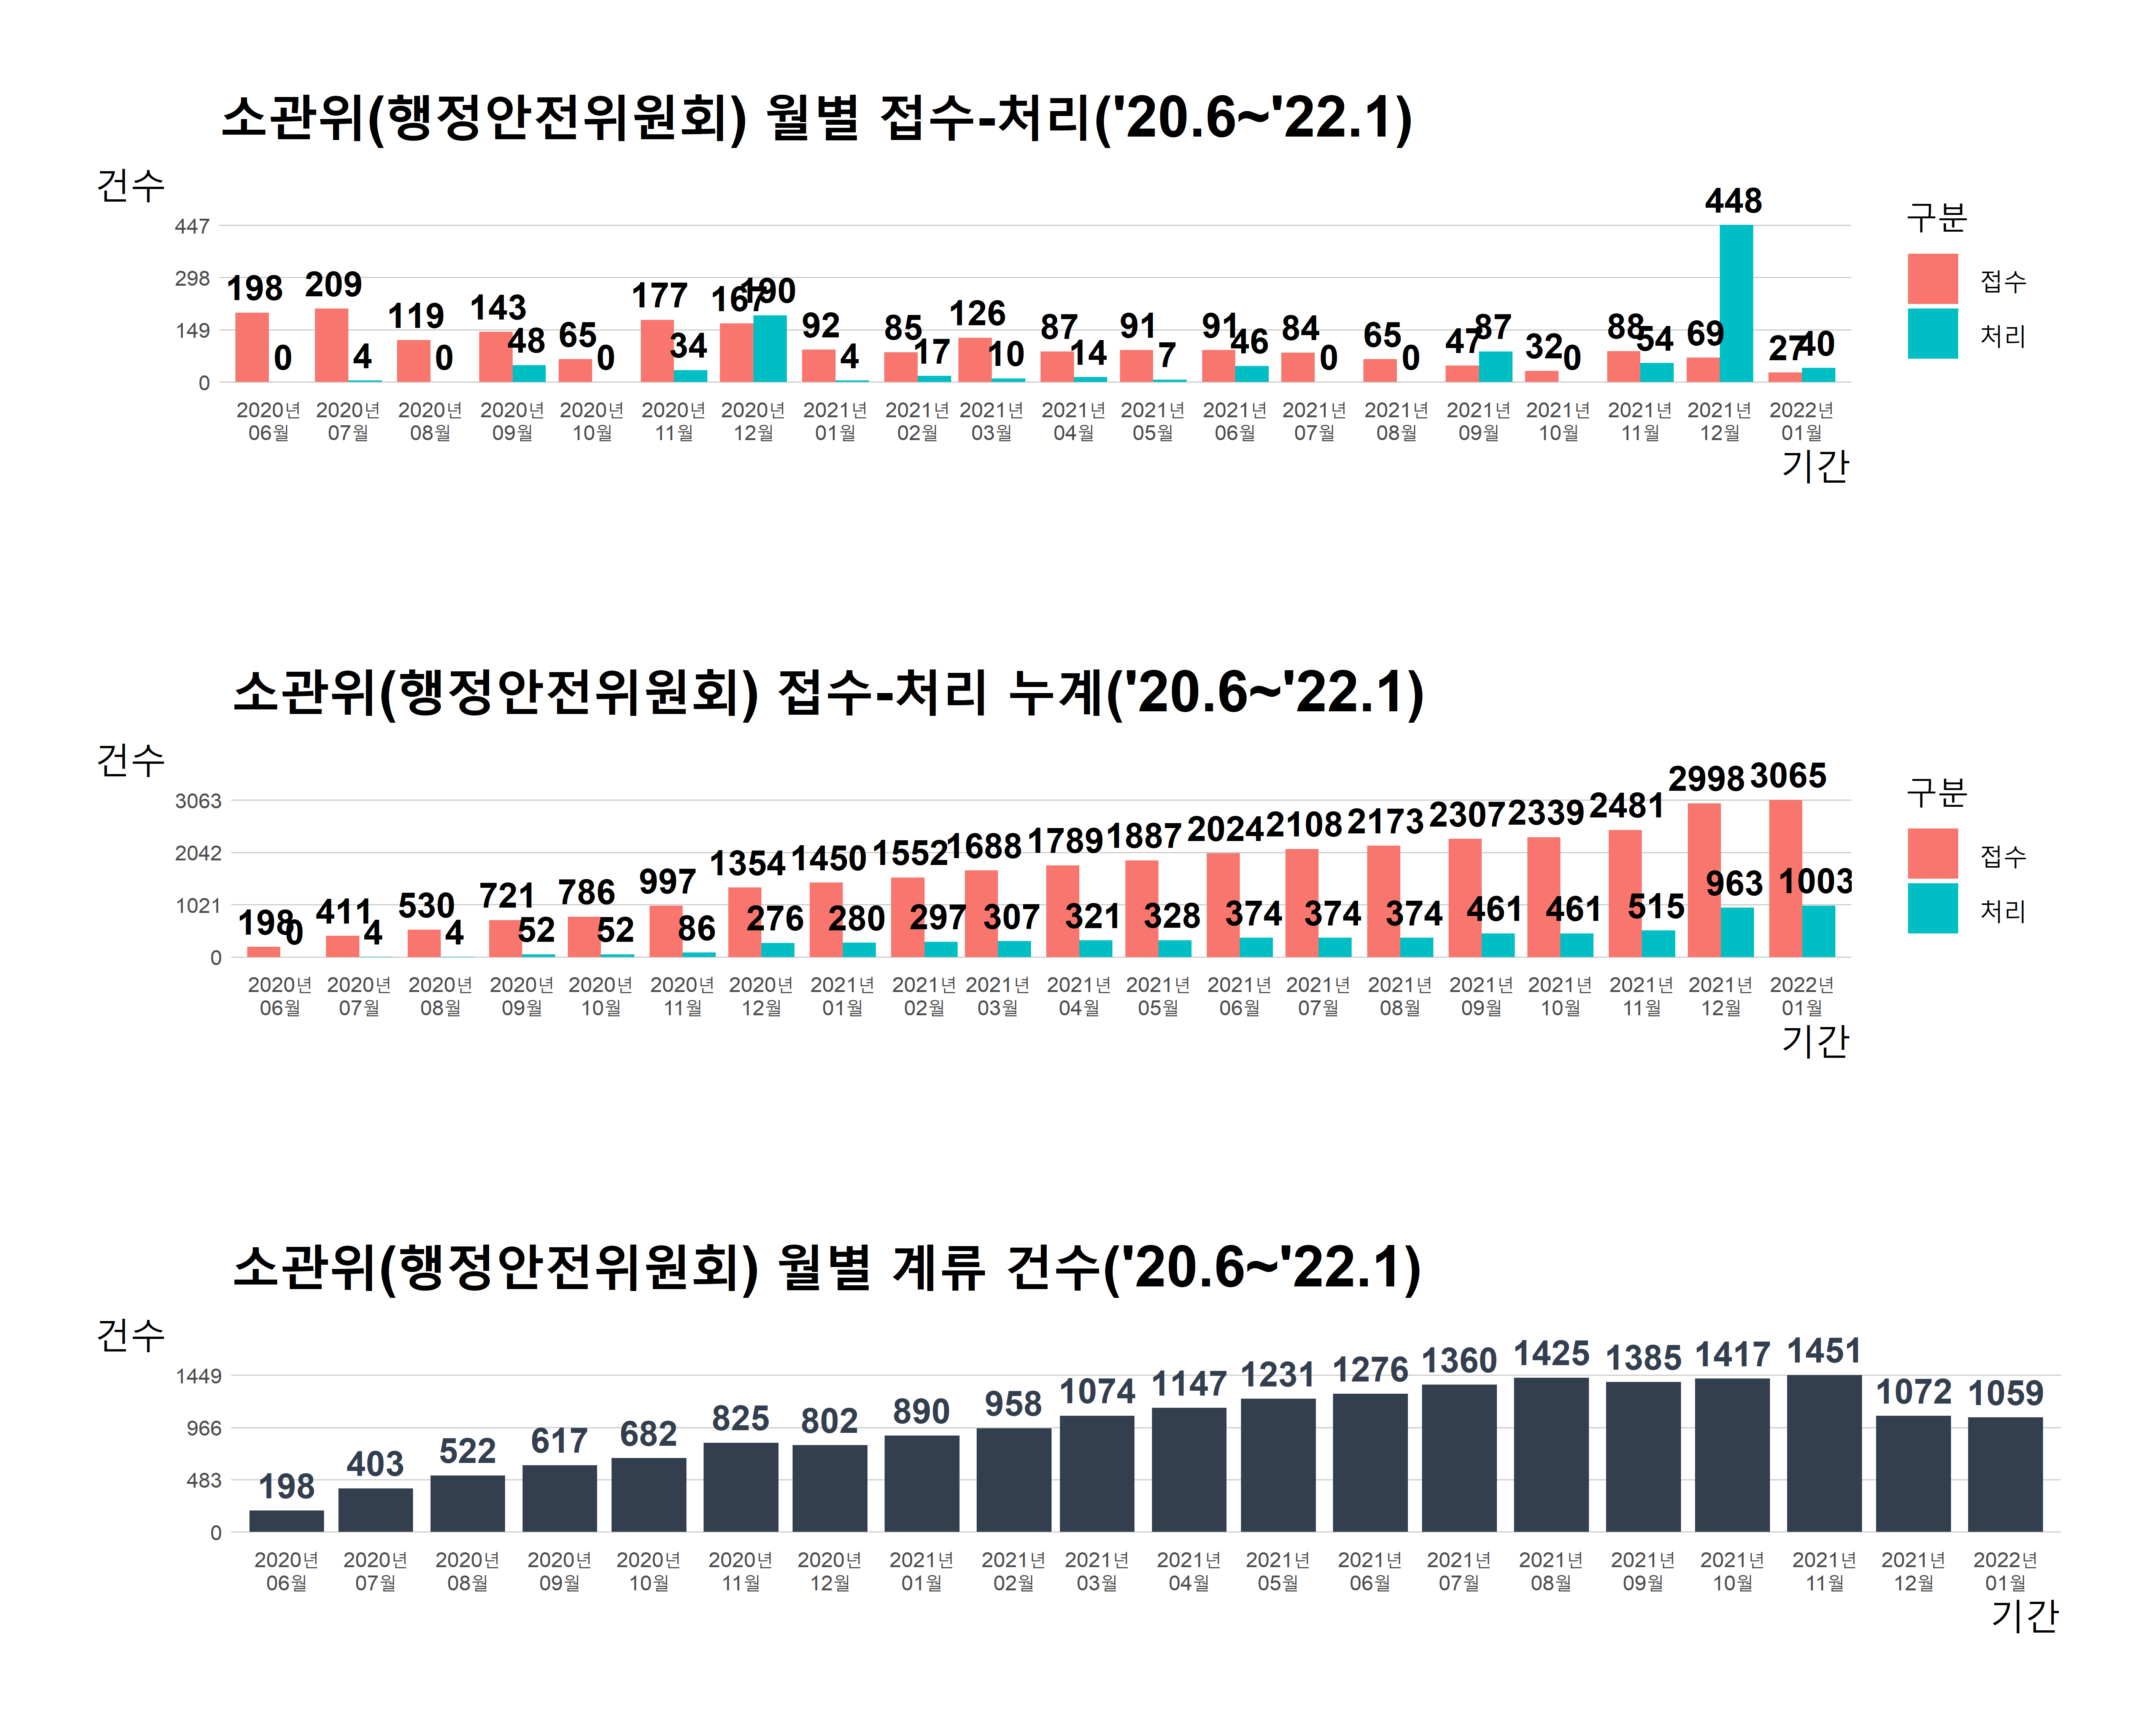 소관위(행정안전위원회) 월별 접수-처리('20.6~'22.1)
건수
447
298
149
0
198 0 209 4 119 0 143 48 65 0 177 34 167 190 92 4 85 17 126 10 87 14 91 7 91 46 84 0 65 0 47 87 32 0 88 54 69 448 27 40
2020년 2020년 2020년 2020년 2020년 2020년 2020년 2021년 2021년 2021년 2021년 2021년 2021년 2021년 2021년 2021년 2021년 2021년 2021년 2022년
06월 07월 08월 09월 10월 11월 12월 01월 02월 03월 04월 05월 06월 07월 08월 09월 10월 11월 12월 01월
기간
구분
접수
처리
소관위(행정안전위원회) 접수-처리 누계('20.6~'22.1)
건수
3063
2042
1021
0
198 0 411 4 530 4 721 52 786 52 997 86 1354 276 1450 280 1552 297 1688 307 1789 321 1887 328 2024 374 2108 374 2173 374 2307 461 2339 461 2481 515 2998 963 3065 1003
2020년 2020년 2020년 2020년 2020년 2020년 2020년 2021년 2021년 2021년 2021년 2021년 2021년 2021년 2021년 2021년 2021년 2021년 2021년 2022년
06월 07월 08월 09월 10월 11월 12월 01월 02월 03월 04월 05월 06월 07월 08월 09월 10월 11월 12월 01월
기간
구분
접수
처리
소관위(행정안전위원회) 월별 계류 건수('20.6~'22.1)
건수
1449
966
483
0
198 403 522 617 682 825 802 890 958 1074 1147 1231 1276 1360 1425 1385 1417 1451 1072 1059
2020년 2020년 2020년 2020년 2020년 2020년 2020년 2021년 2021년 2021년 2021년 2021년 2021년 2021년 2021년 2021년 2021년 2021년 2021년 2022년
06월 07월 08월 09월 10월 11월 12월 01월 02월 03월 04월 05월 06월 07월 08월 09월 10월 11월 12월 01월
기간